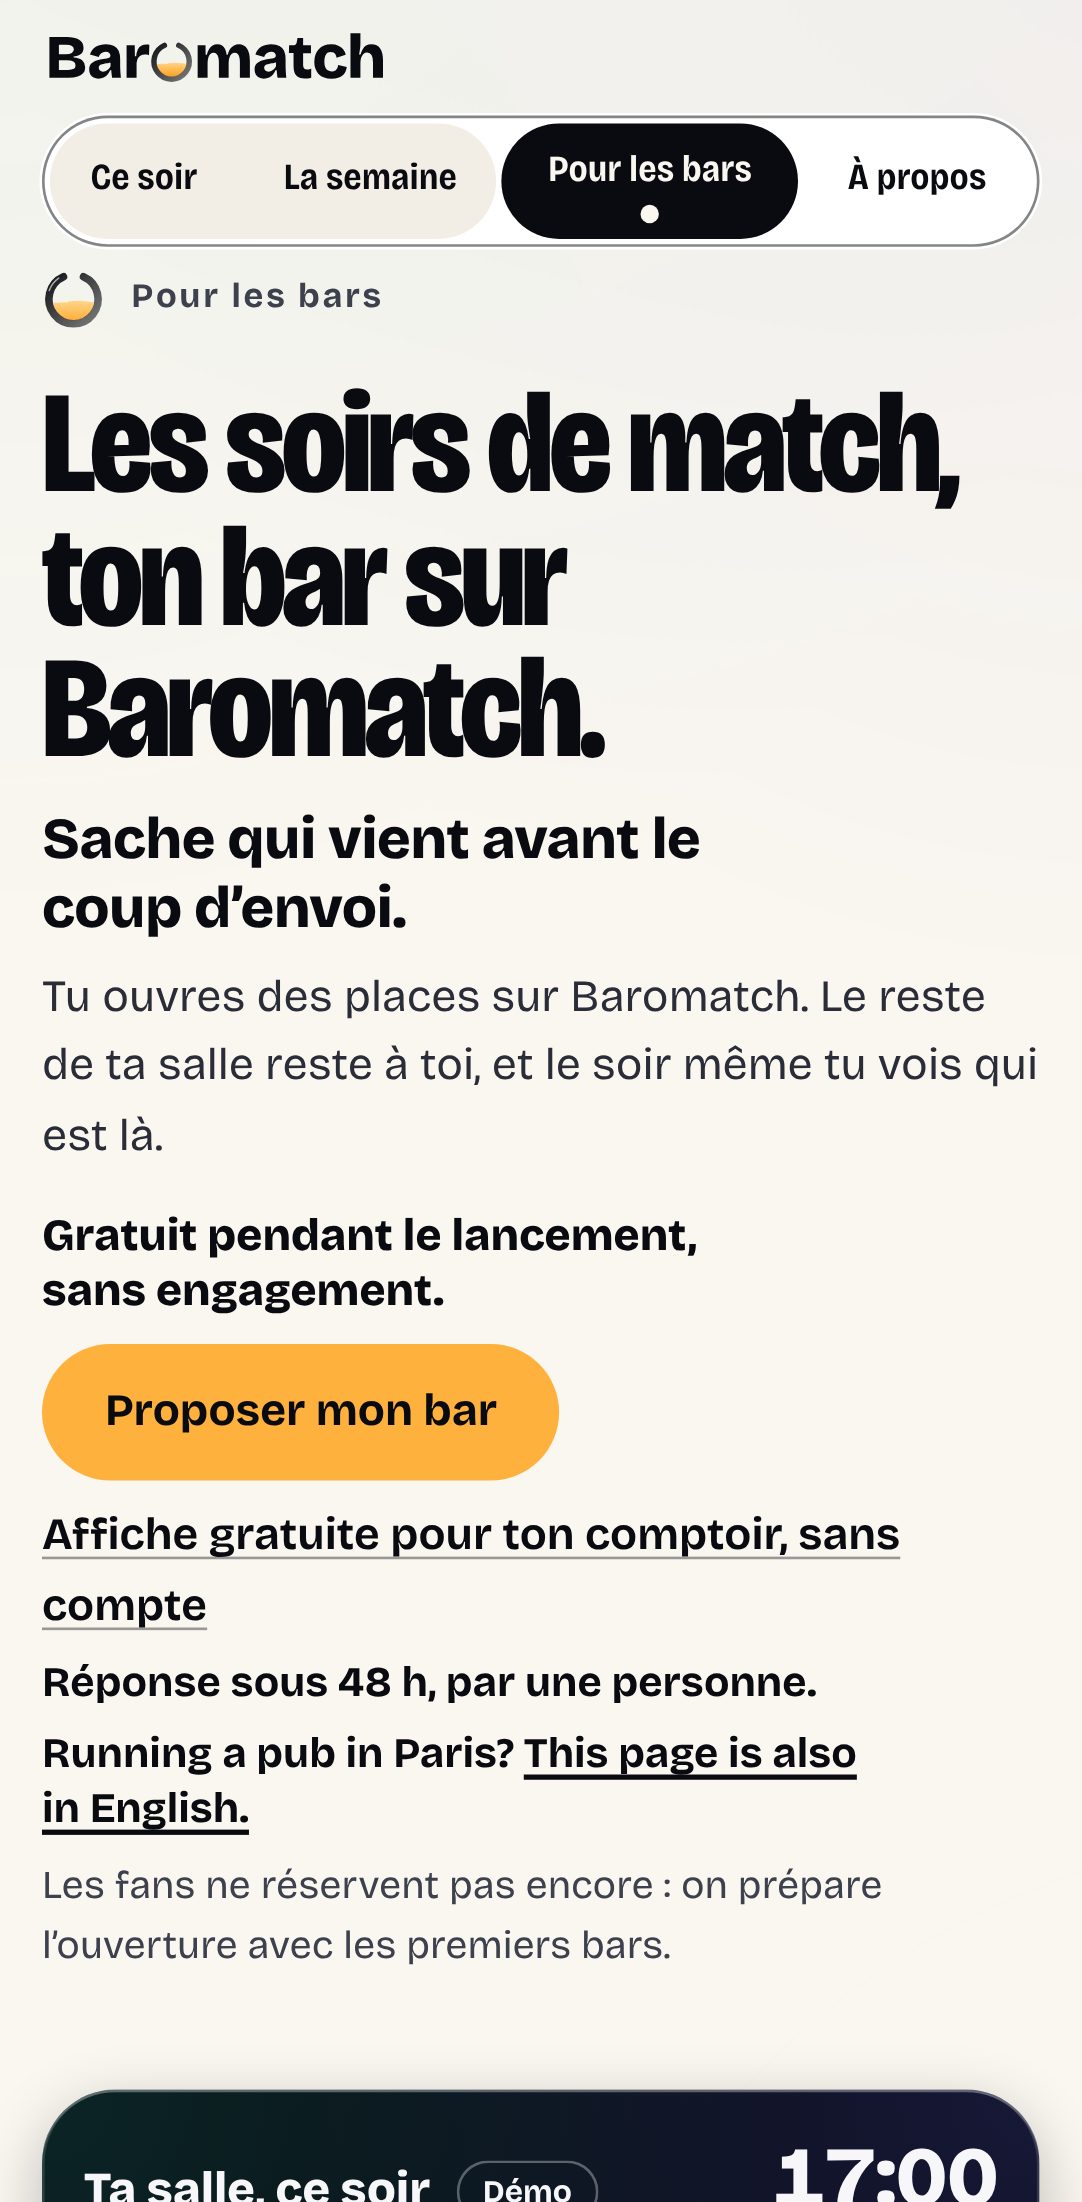 Baromatch
Ce soir La semaine Pour les bars À propos
Pour les bars
Les soirs de match,
ton bar sur
Baromatch.
Sache qui vient avant le
coup d’envoi.
Tu ouvres des places sur Baromatch. Le reste
de ta salle reste à toi, et le soir même tu vois qui
est là.
Gratuit pendant le lancement,
sans engagement.
Proposer mon bar
Affiche gratuite pour ton comptoir, sans
compte
Réponse sous 48 h, par une personne.
Running a pub in Paris? This page is also
in English.
Les fans ne réservent pas encore : on prépare
l’ouverture avec les premiers bars.
Ta salle, ce soir Démo 17:00